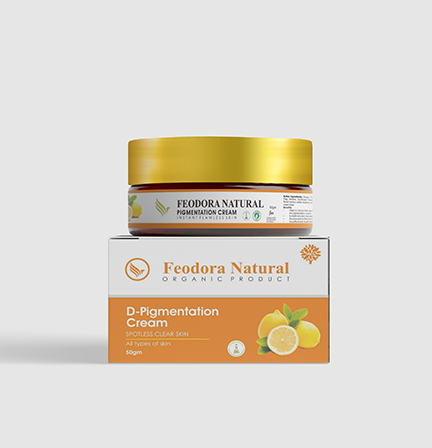 FEODORA NATURAL
PIGMENTATION CREAM
INSTANT FLAWLESS SKIN
Feodora Natural
ORGANIC PRODUCT
D-Pigmentation
Cream
SPOTLESS CLEAR SKIN
All types of skin
50gm